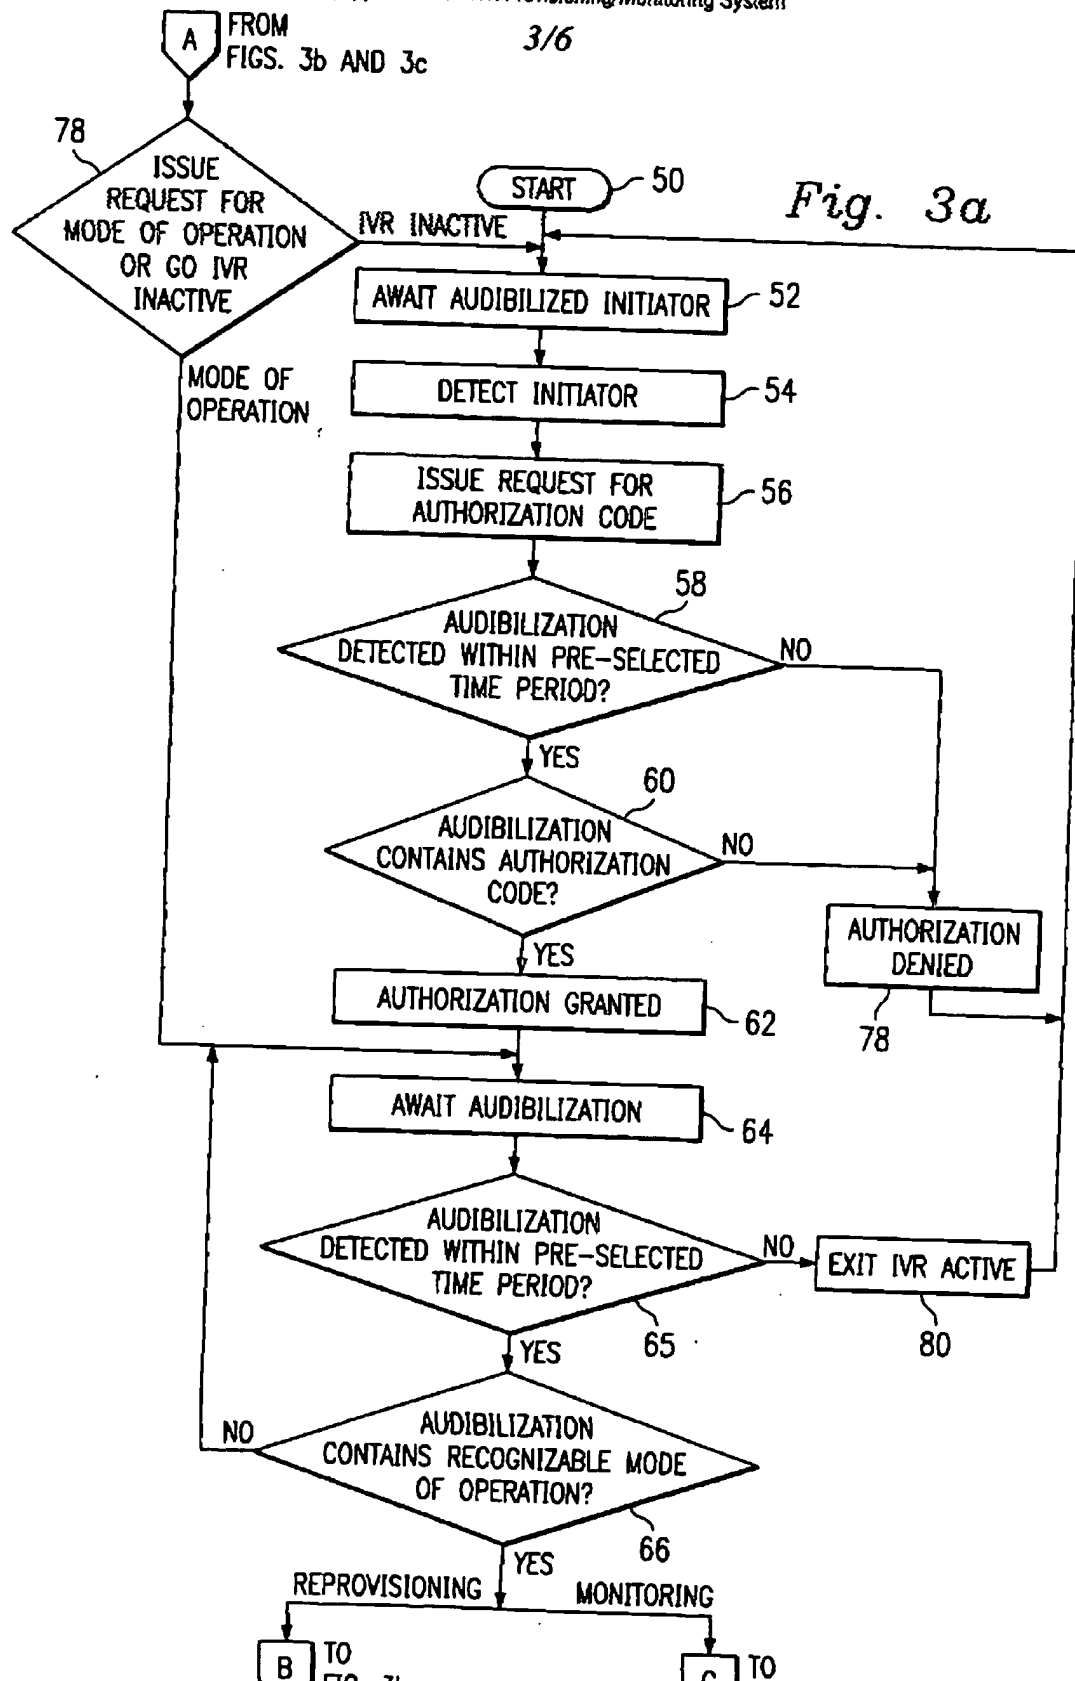 Provisioning/Monitoring System
3/6
A
FROM
FIGS. 3b AND 3c
78
ISSUE
REQUEST FOR
MODE OF OPERATION
OR GO IVR
INACTIVE
IVR INACTIVE
MODE OF
OPERATION
START
50
Fig. 3a
AWAIT AUDIBILIZED INITIATOR
52
DETECT INITIATOR
54
ISSUE REQUEST FOR
AUTHORIZATION CODE
56
58
AUDIBILIZATION
DETECTED WITHIN PRE-SELECTED
TIME PERIOD?
NO
YES
60
AUDIBILIZATION
CONTAINS AUTHORIZATION
CODE?
NO
YES
AUTHORIZATION
DENIED
78
AUTHORIZATION GRANTED
62
AWAIT AUDIBILIZATION
64
AUDIBILIZATION
DETECTED WITHIN PRE-SELECTED
TIME PERIOD?
65
NO
EXIT IVR ACTIVE
80
YES
AUDIBILIZATION
CONTAINS RECOGNIZABLE MODE
OF OPERATION?
66
NO
YES
REPROVISIONING
MONITORING
B
TO
C
TO